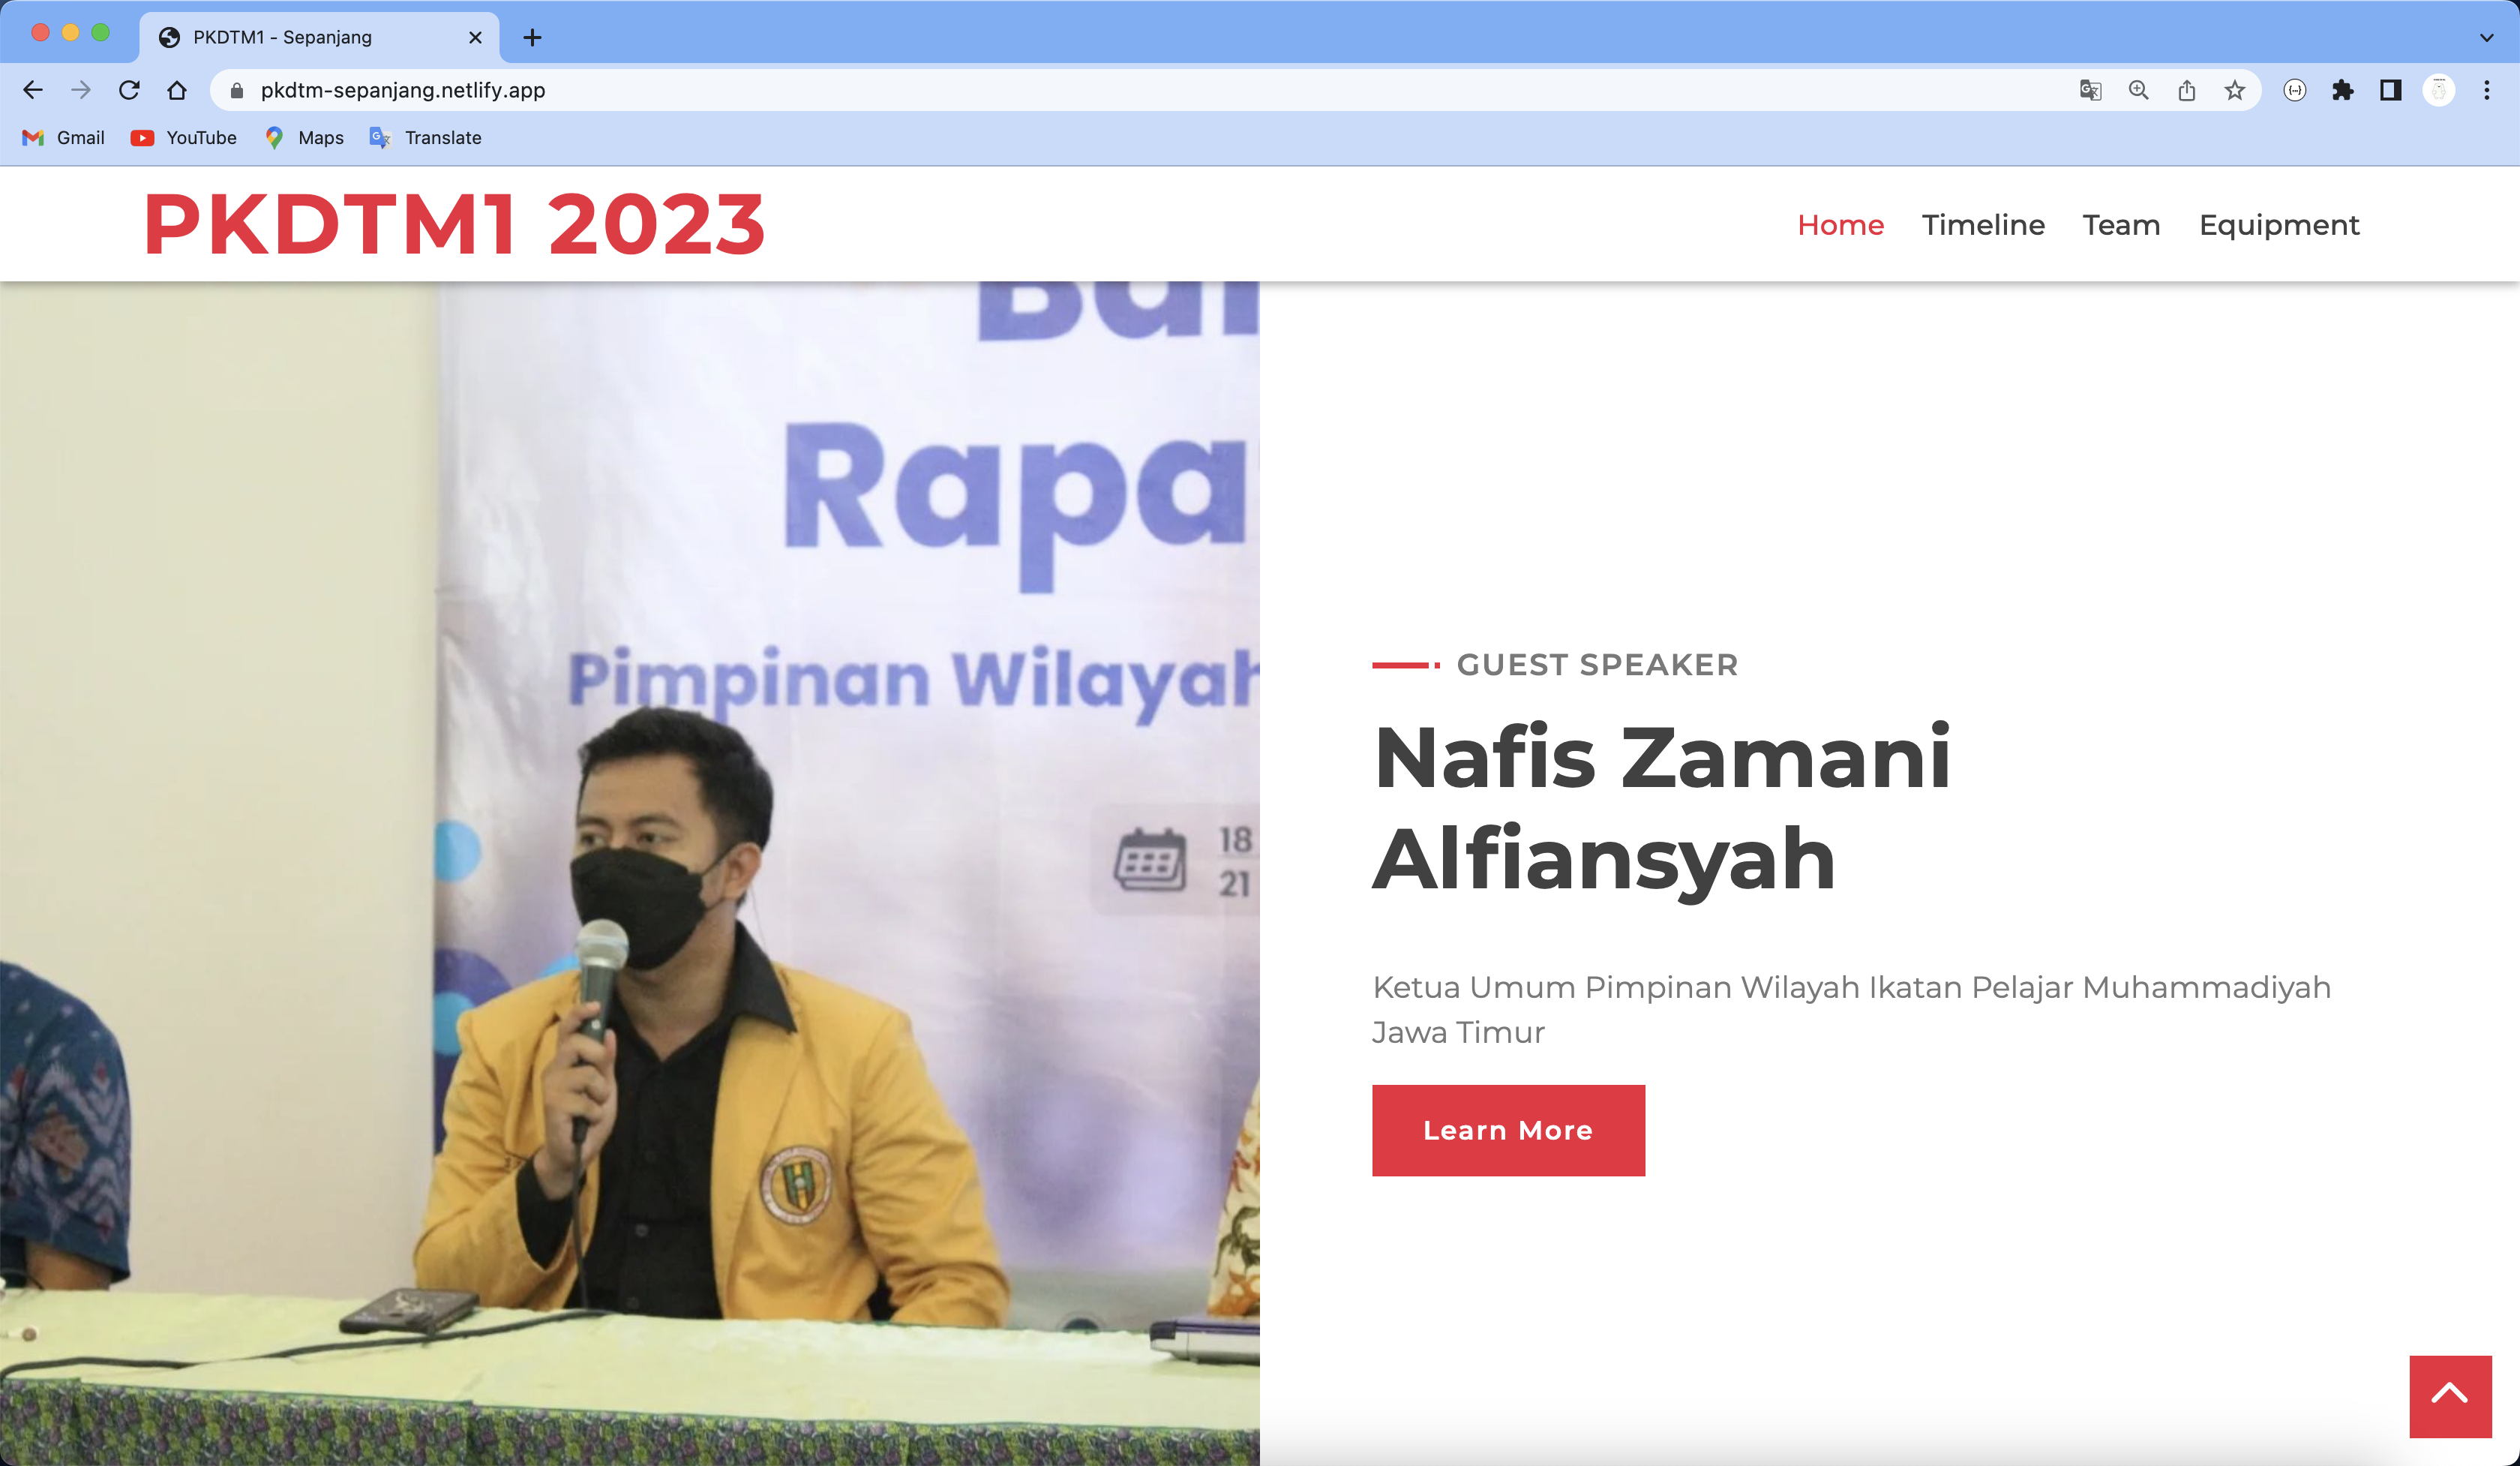 PKDTM1 - Sepanjang
pkdtm-sepanjang.netlify.app
Gmail
YouTube
Maps
Translate
PKDTM1 2023
Home
Timeline
Team
Equipment
Rapa
Pimpinan Wilayah
18
21
GUEST SPEAKER
Nafis Zamani
Alfiansyah
Ketua Umum Pimpinan Wilayah Ikatan Pelajar Muhammadiyah
Jawa Timur
Learn More